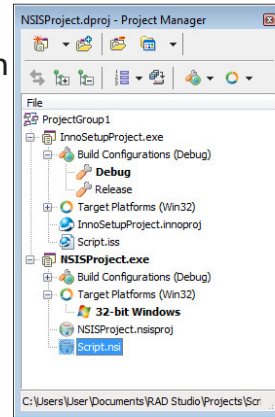 NSISProject.dproj - Project Manager
File
ProjectGroup1
InnoSetupProject.exe
Build Configurations (Debug)
Debug
Release
Target Platforms (Win32)
InnoSetupProject.innoproj
Script.iss
NSISProject.exe
Build Configurations (Debug)
Target Platforms (Win32)
32-bit Windows
NSISProject.nsisproj
Script.nsi
C:\Users\User\Documents\RAD Studio\Projects\Scr